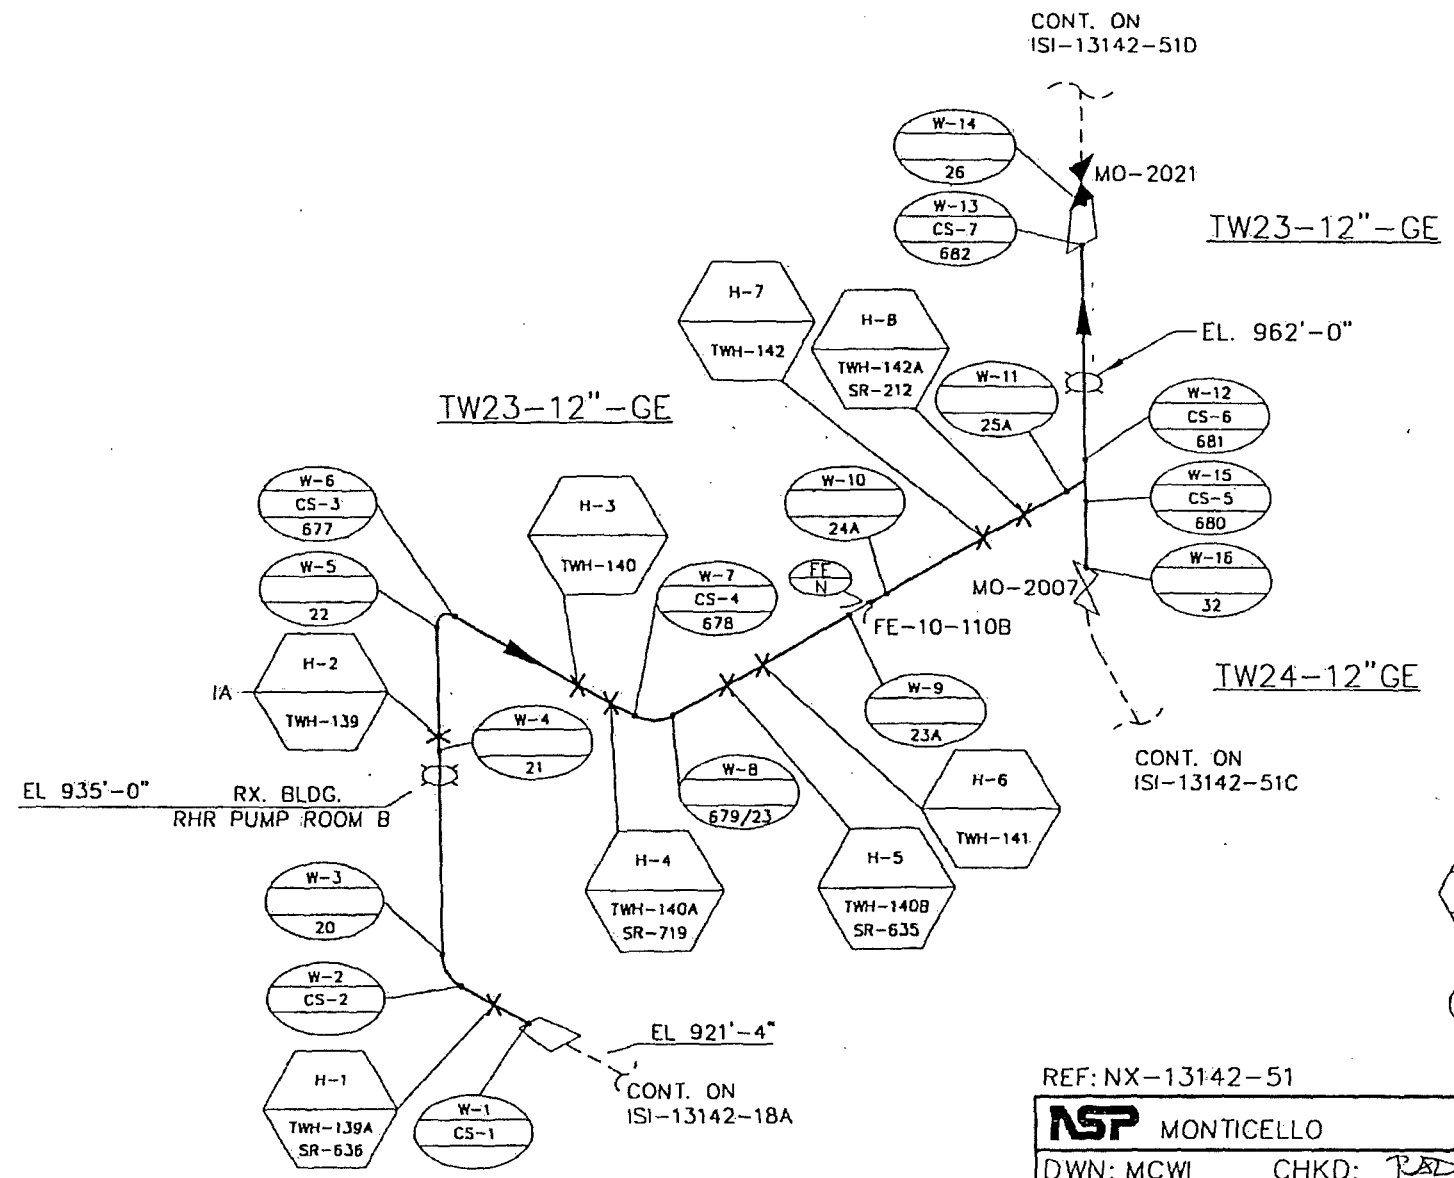 CONT. ON
ISI-13142-51D
W-14
26
MO-2021
W-13
CS-7
682
TW23-12"-GE
H-7
TWH-142
H-8
TWH-142A
SR-212
EL. 962'-0"
W-11
25A
W-12
CS-6
681
TW23-12"-GE
W-6
CS-3
677
H-3
TWH-140
W-10
24A
W-15
CS-5
680
W-5
22
W-7
CS-4
678
FE
N
MO-2007
W-16
32
FE-10-110B
H-2
TWH-139
1A
W-4
21
W-9
23A
TW24-12"GE
EL 935'-0"
RX. BLDG.
RHR PUMP ROOM B
W-8
679/23
H-6
TWH-141
CONT. ON
ISI-13142-51C
W-3
20
H-4
TWH-140A
SR-719
H-5
TWH-140B
SR-635
W-2
CS-2
EL 921'-4"
H-1
TWH-139A
SR-636
W-1
CS-1
CONT. ON
ISI-13142-18A
REF: NX-13142-51
NSP MONTICELLO
DWN: MCWI CHKD: